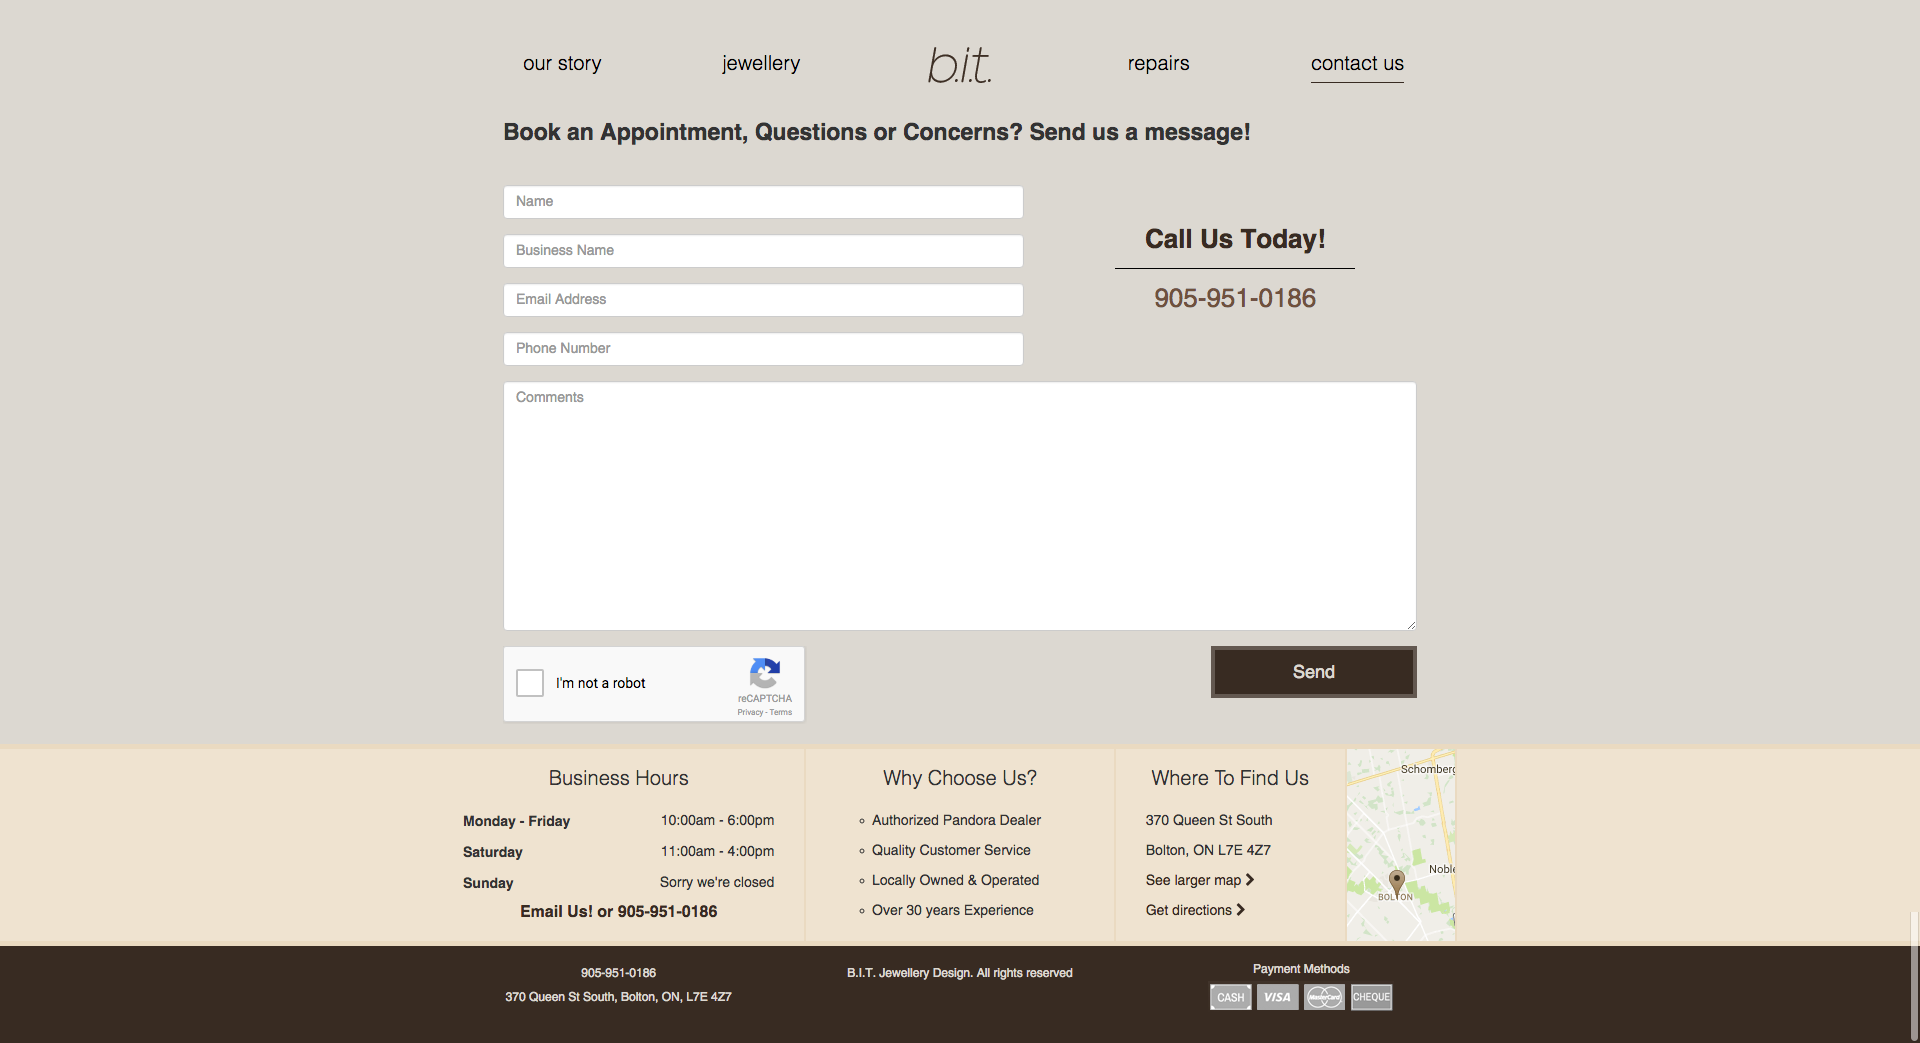 our story
jewellery
b.i.t.
repairs
contact us
Book an Appointment, Questions or Concerns? Send us a message!
Name
Business Name
Email Address
Phone Number
Call Us Today!
905-951-0186
Comments
I'm not a robot
reCAPTCHA
Privacy - Terms
Send
Business Hours
Monday - Friday 10:00am - 6:00pm
Saturday 11:00am - 4:00pm
Sunday Sorry we're closed
Email Us! or 905-951-0186
Why Choose Us?
Authorized Pandora Dealer
Quality Customer Service
Locally Owned & Operated
Over 30 years Experience
Where To Find Us
370 Queen St South
Bolton, ON L7E 4Z7
See larger map
Get directions
Schomberg
Noble
BOLTON
905-951-0186
370 Queen St South, Bolton, ON, L7E 4Z7
B.I.T. Jewellery Design. All rights reserved
Payment Methods
CASH
VISA
MasterCard
CHEQUE